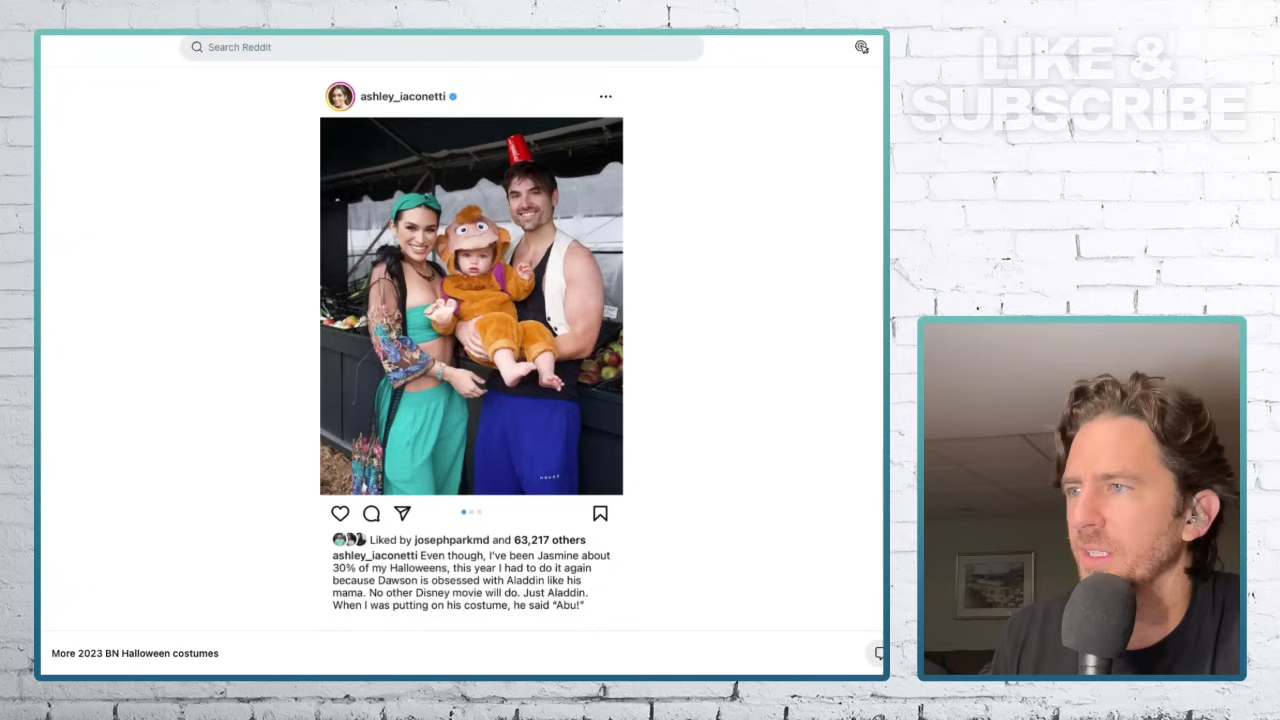 Search Reddit
LIKE &
SUBSCRIBE
ashley_iaconetti
Liked by josephparkmd and 63,217 others
ashley_iaconetti Even though, I've been Jasmine about
30% of my Halloweens, this year I had to do it again
because Dawson is obsessed with Aladdin like his
mama. No other Disney movie will do. Just Aladdin.
When I was putting on his costume, he said “Abu!”
More 2023 BN Halloween costumes